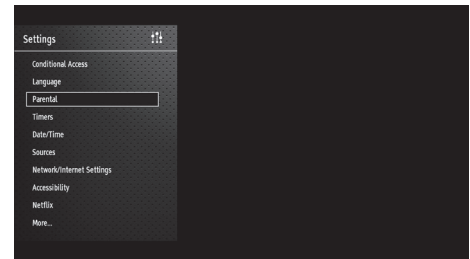 Settings
Conditional Access
Language
Parental
Timers
Date/Time
Sources
Network/Internet Settings
Accessibility
Netflix
More...